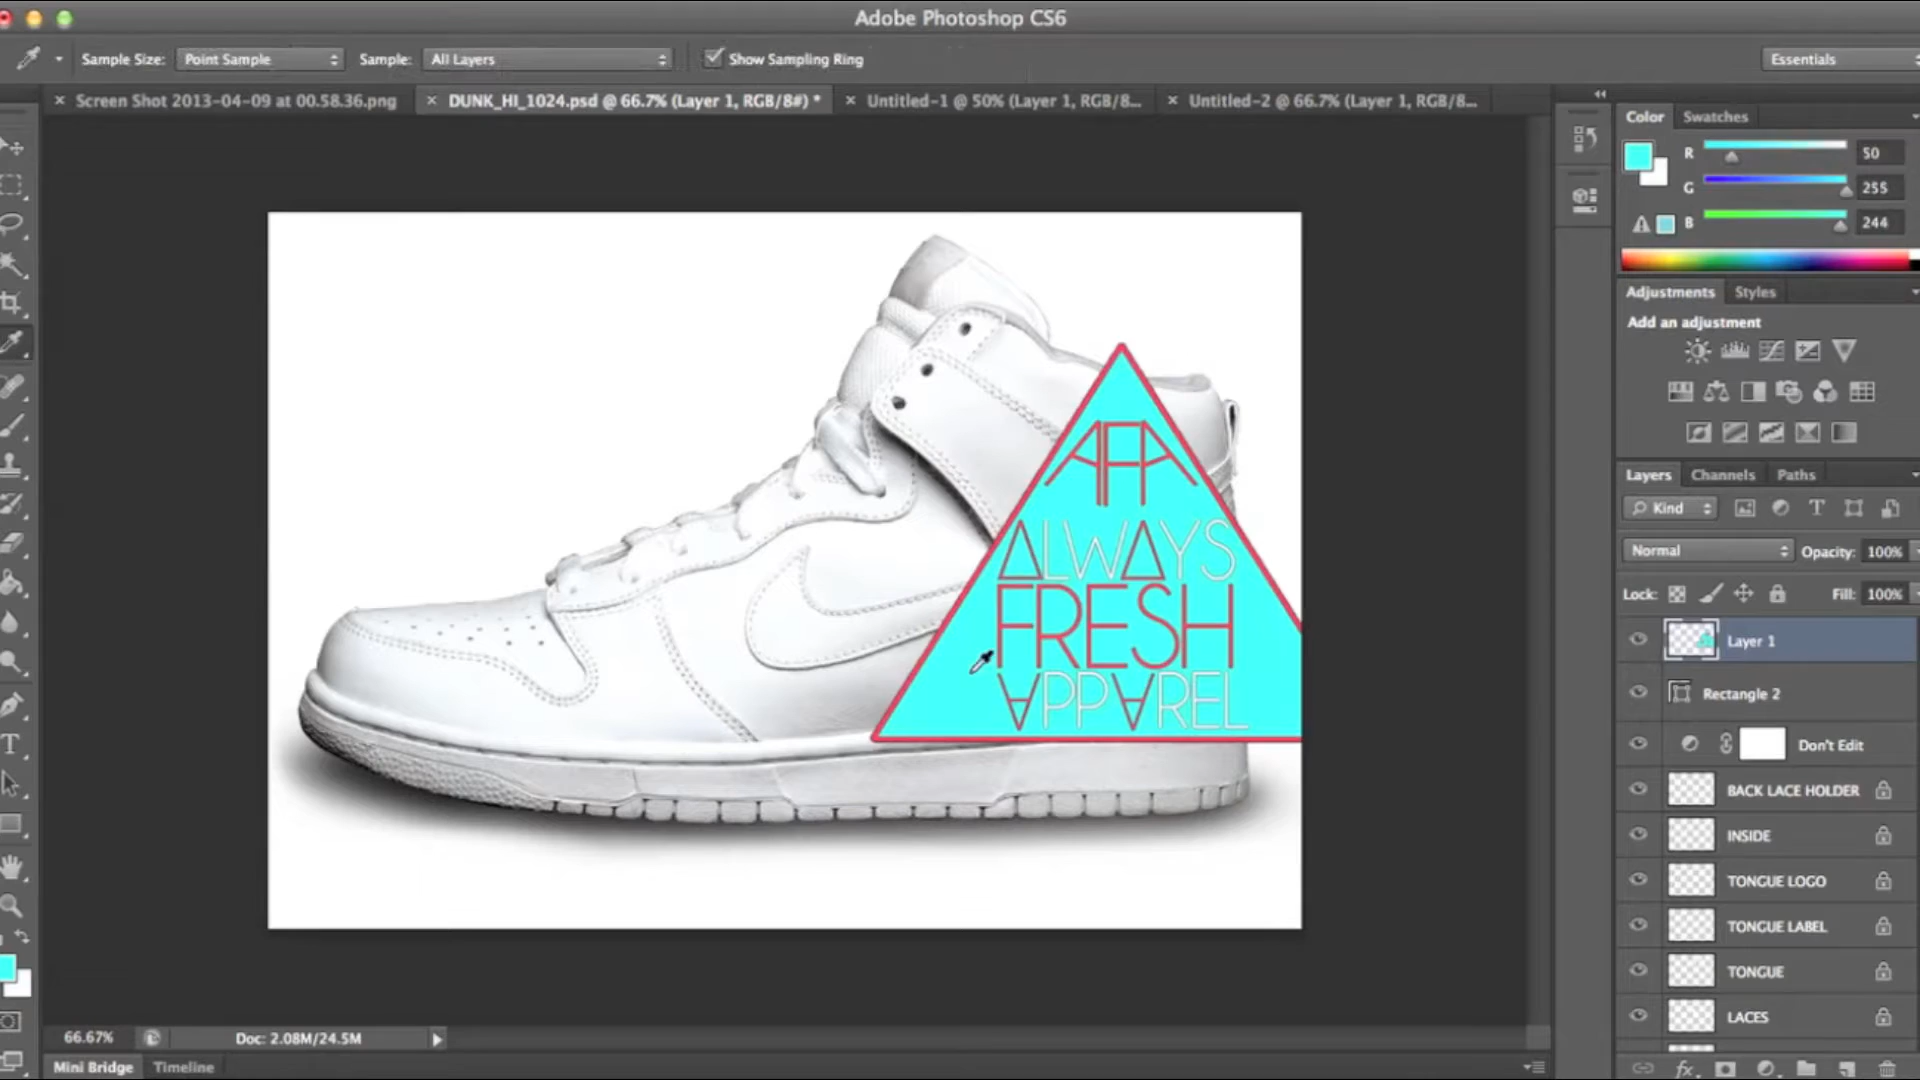 Adobe Photoshop CS6
Sample Size: Point Sample Sample: All Layers Show Sampling Ring Essentials
Screen Shot 2013-04-09 at 00.58.36.png DUNK_HI_1024.psd @ 66.7% (Layer 1, RGB/8#) * Untitled-1 @ 50% (Layer 1, RGB/8... Untitled-2 @ 66.7% (Layer 1, RGB/8...
Color Swatches
R 50
G 255
B 244
Adjustments Styles
Add an adjustment
Layers Channels Paths
Kind
Normal Opacity: 100%
Lock: Fill: 100%
Layer 1
Rectangle 2
Don't Edit
BACK LACE HOLDER
INSIDE
TONGUE LOGO
TONGUE LABEL
TONGUE
LACES
AFA
ALWAYS
FRESH
APPAREL
66.67% Doc: 2.08M/24.5M
Mini Bridge Timeline